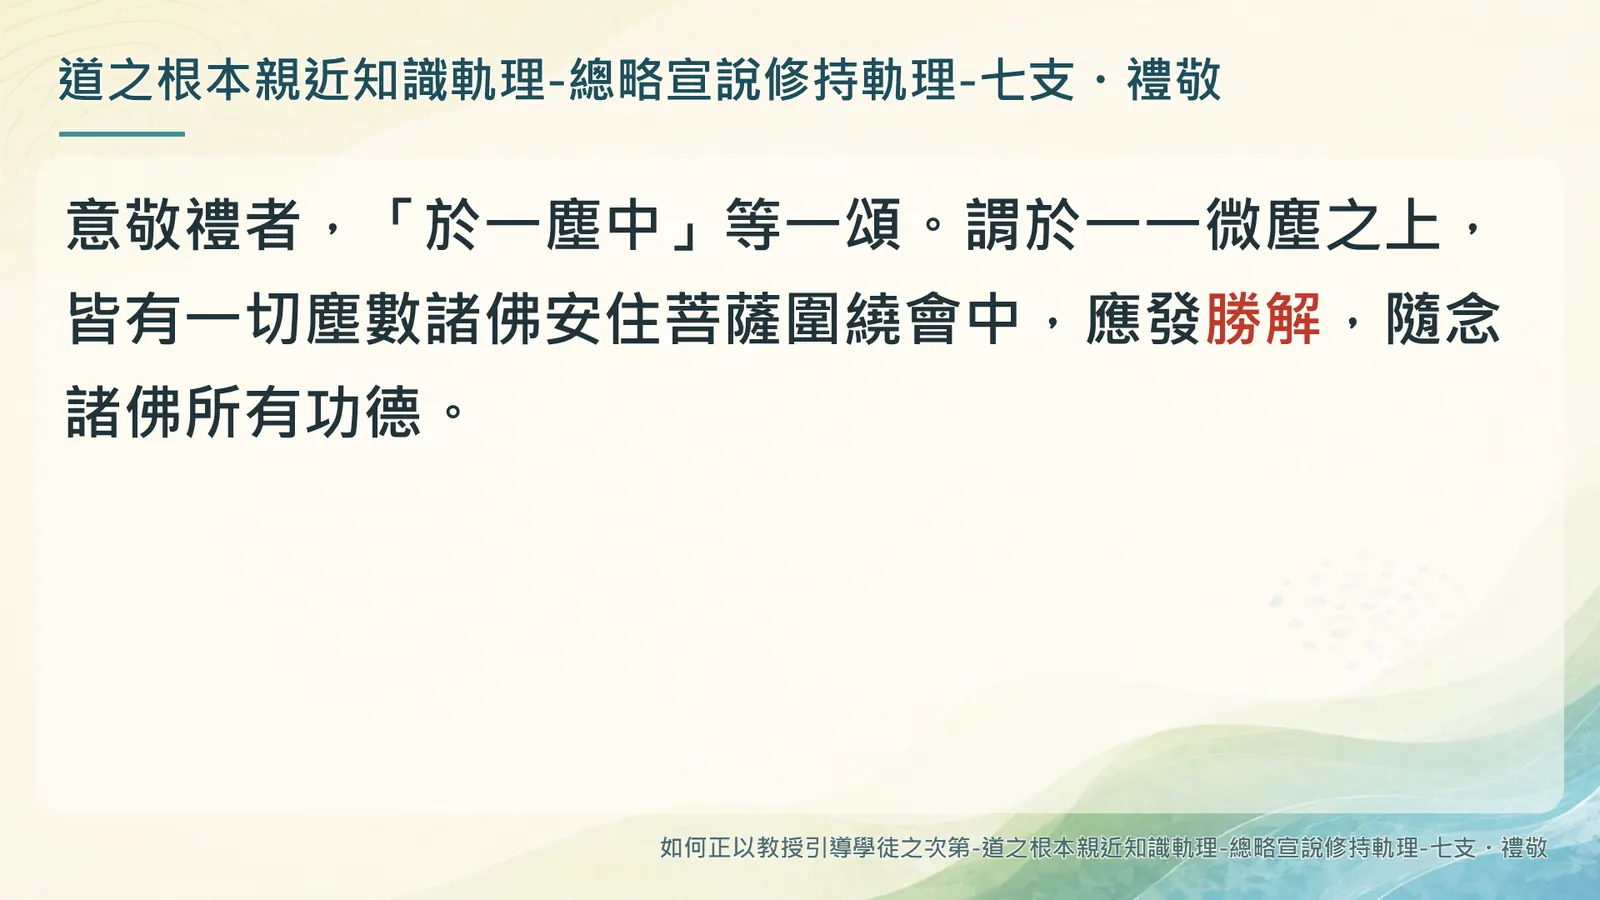 道之根本親近知識軌理-總略宣說修持軌理-七支・禮敬
意敬禮者，「於一塵中」等一頌。謂於一一微塵之上，
皆有一切塵數諸佛安住菩薩圍繞會中，應發勝解，隨念
諸佛所有功德。
如何正以教授引導學徒之次第-道之根本親近知識軌理-總略宣說修持軌理-七支・禮敬